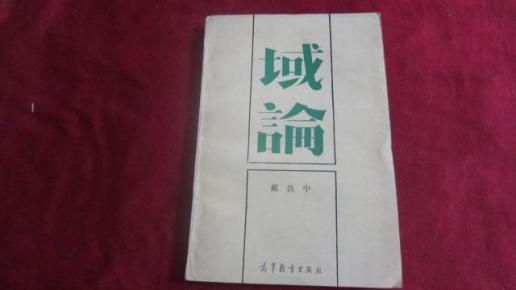 域
論
戴执中
高等教育出版社